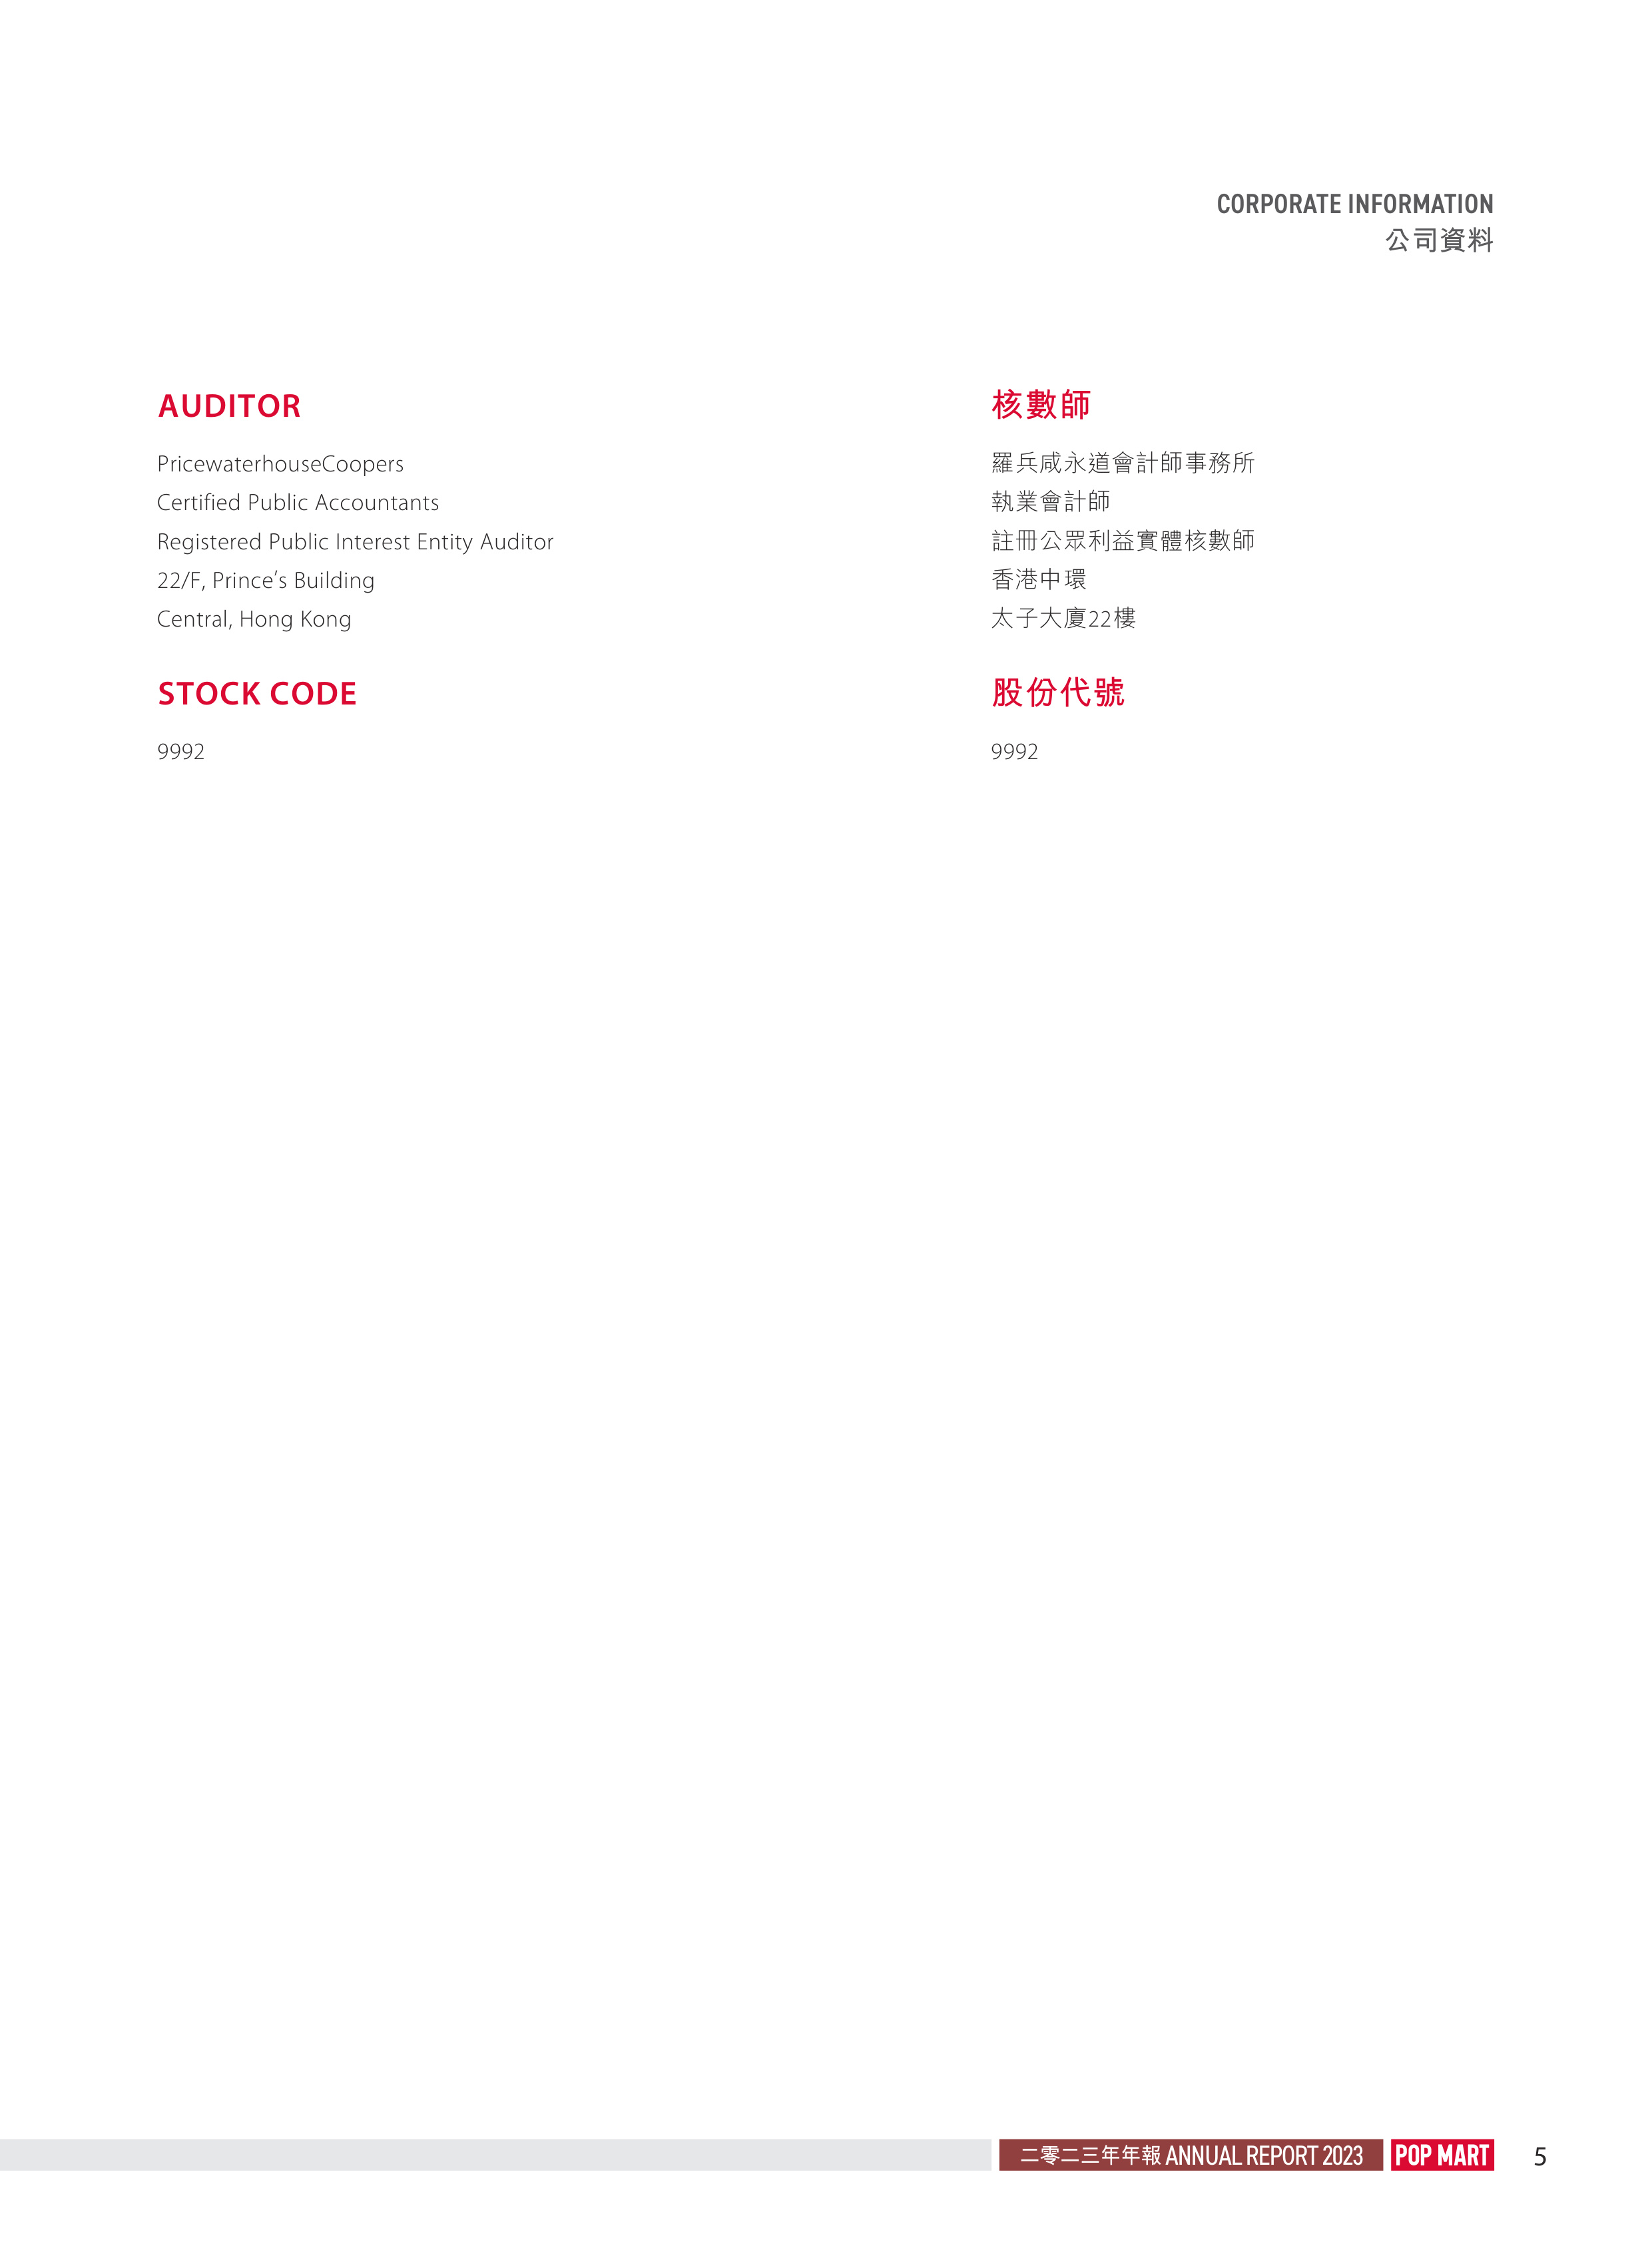 CORPORATE INFORMATION
公司資料
AUDITOR
PricewaterhouseCoopers
Certified Public Accountants
Registered Public Interest Entity Auditor
22/F, Prince’s Building
Central, Hong Kong
STOCK CODE
9992
核數師
羅兵咸永道會計師事務所
執業會計師
註冊公眾利益實體核數師
香港中環
太子大廈22樓
股份代號
9992
二零二三年年報 ANNUAL REPORT 2023 POP MART 5